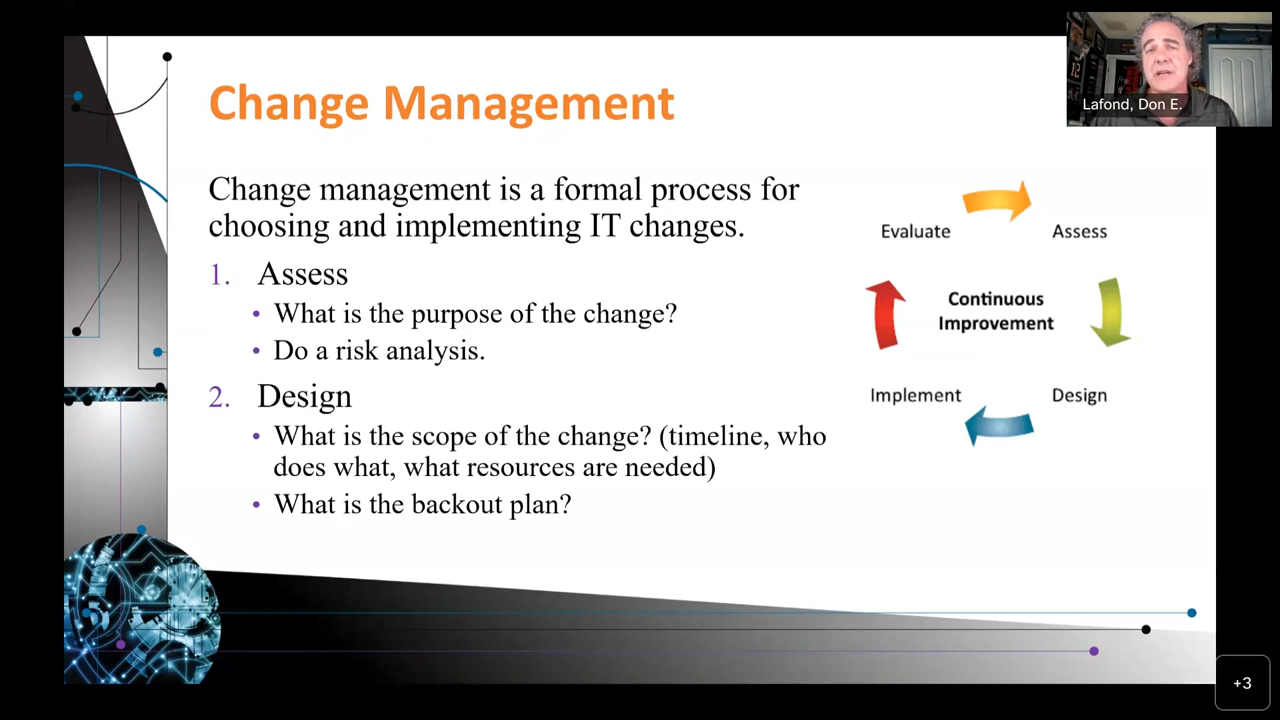 Change Management
Lafond, Don E.
Change management is a formal process for
choosing and implementing IT changes.
1. Assess
• What is the purpose of the change?
• Do a risk analysis.
2. Design
• What is the scope of the change? (timeline, who
does what, what resources are needed)
• What is the backout plan?
Evaluate
Assess
Continuous
Improvement
Implement
Design
+3